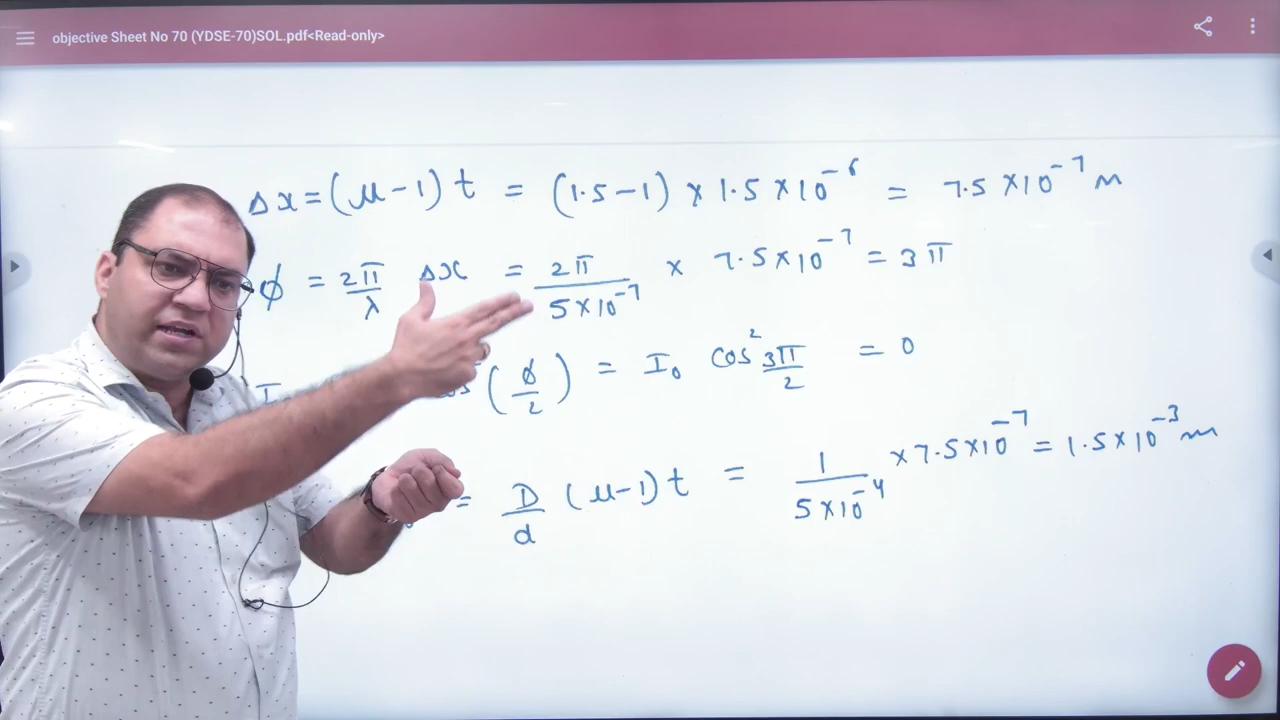 objective Sheet No 70 (YDSE-70)SOL.pdf<Read-only>
Δx = (μ-1) t = (1.5-1) × 1.5 × 10⁻⁶ = 7.5 × 10⁻⁷ m
ϕ = 2π/λ Δx = 2π/(5×10⁻⁷) × 7.5×10⁻⁷ = 3π
I cos² (ϕ/2) = I₀ cos² 3π/2 = 0
= D/d (μ-1) t = 1/(5×10⁻⁴) × 7.5×10⁻⁷ = 1.5×10⁻³ m